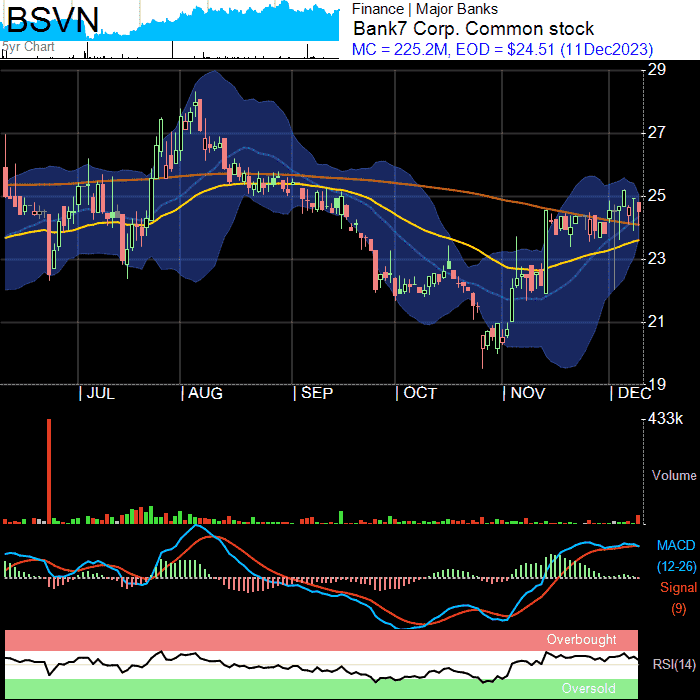 BSVN
5yr Chart
Finance | Major Banks
Bank7 Corp. Common stock
MC = 225.2M, EOD = $24.51 (11Dec2023)
29
27
25
23
21
19
JUL AUG SEP OCT NOV DEC
433k
Volume
MACD
(12-26)
Signal
(9)
Overbought
RSI(14)
Oversold